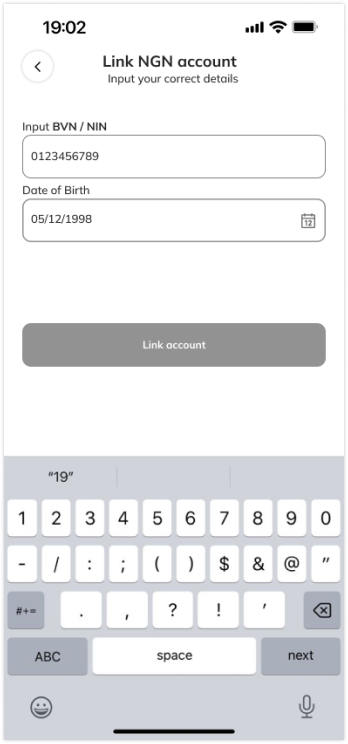 19:02
Link NGN account
Input your correct details
Input BVN / NIN
0123456789
Date of Birth
05/12/1998
12
Link account
“19”
1 2 3 4 5 6 7 8 9 0
- / : ; ( ) $ & @ ”
#+= . , ? ! ’
ABC space next